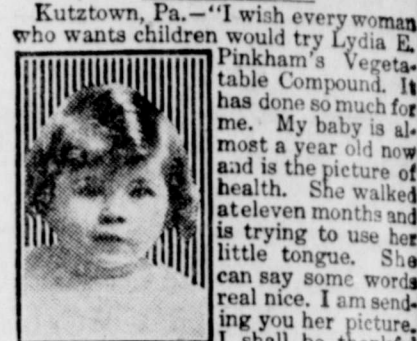 Kutztown, Pa.—"I wish every woman
who wants children would try Lydia E.
Pinkham's Vegeta-
table Compound. It
has done so much for
me. My baby is al-
most a year old now
and is the picture of
health. She walked
ateleven months and
is trying to use her
little tongue. She
can say some words
real nice. I am send-
ing you her picture.
I shall be